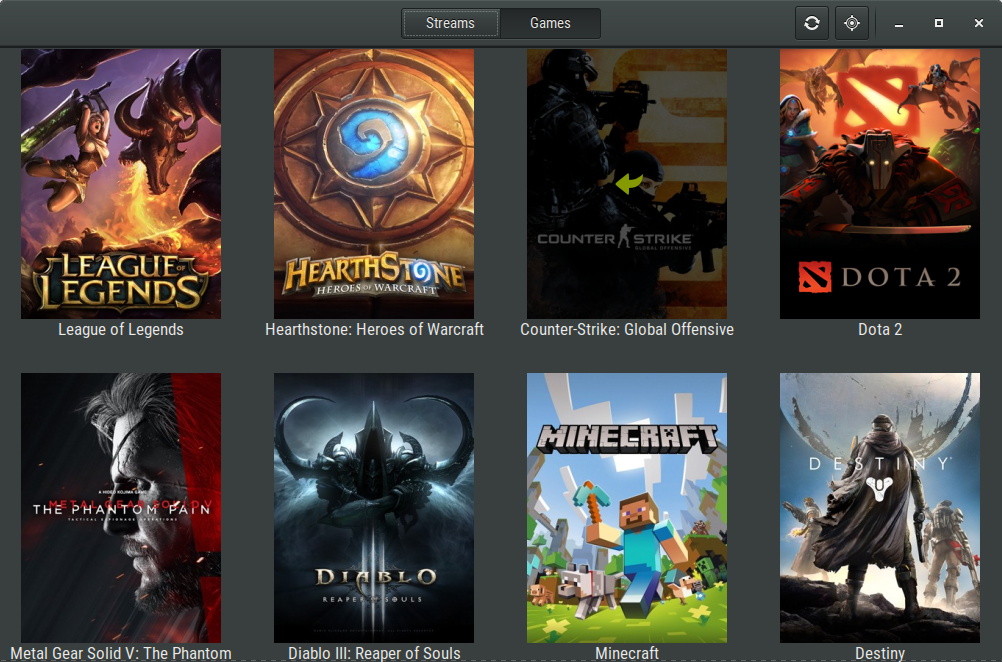 Streams Games
LEAGUE OF LEGENDS
HEARTHSTONE
HEROES OF WARCRAFT
COUNTER STRIKE
GLOBAL OFFENSIVE
DOTA 2
League of Legends
Hearthstone: Heroes of Warcraft
Counter-Strike: Global Offensive
Dota 2
A HIDEO KOJIMA GAME
METAL GEAR SOLID V
THE PHANTOM PAIN
TACTICAL ESPIONAGE OPERATIONS
DIABLO
III
REAPER OF SOULS
MINECRAFT
DESTINY
Metal Gear Solid V: The Phantom
Diablo III: Reaper of Souls
Minecraft
Destiny